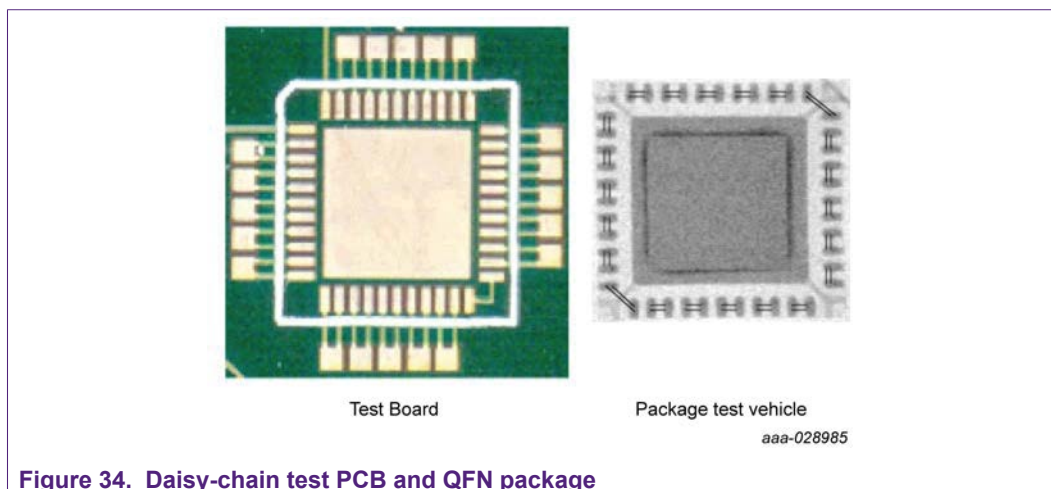 Test Board
Package test vehicle
aaa-028985
Figure 34. Daisy-chain test PCB and QFN package